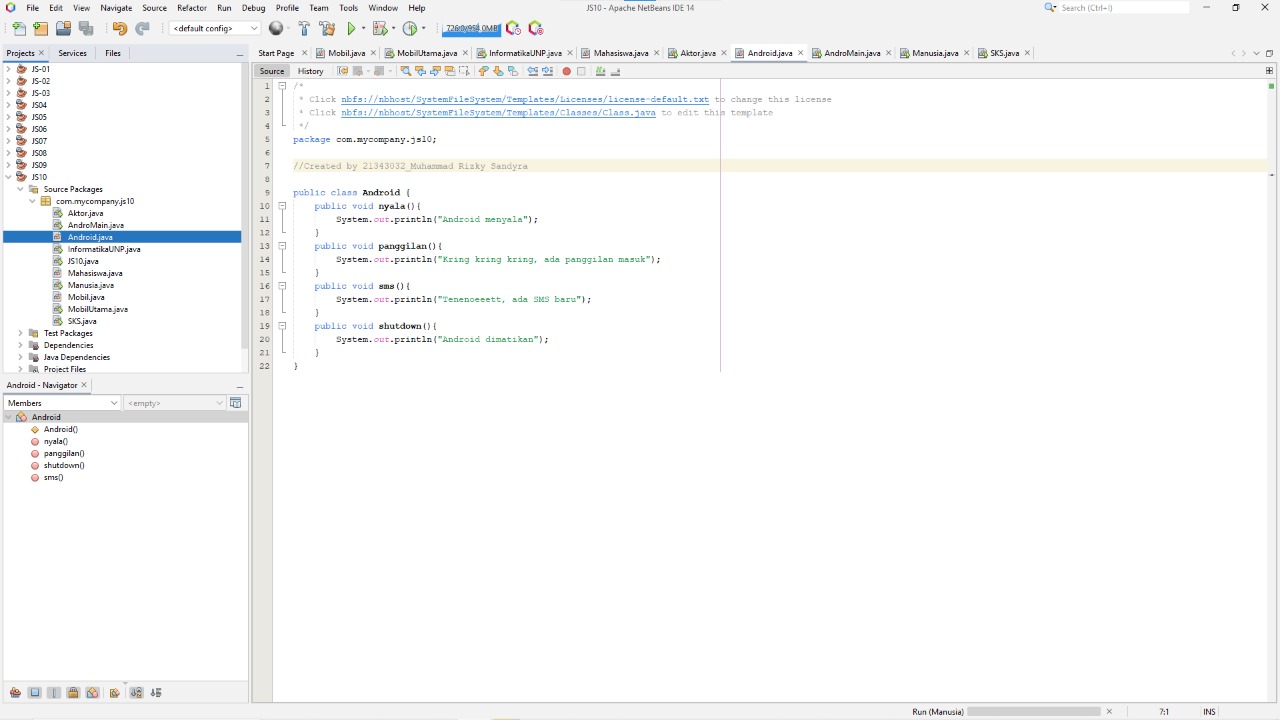 File Edit View Navigate Source Refactor Run Debug Profile Team Tools Window Help
JS10 - Apache NetBeans IDE 14
Search (Ctrl+I)
<default config>
Projects
Services
Files
Start Page
Mobil.java
MobilUtama.java
InformatikaUNP.java
Mahasiswa.java
Aktor.java
Android.java
AndroMain.java
Manusia.java
SKS.java
Source
History
JS-01
JS-02
JS-03
JS04
JS05
JS06
JS07
JS08
JS09
JS10
Source Packages
com.mycompany.js10
Aktor.java
AndroMain.java
Android.java
InformatikaUNP.java
JS10.java
Mahasiswa.java
Manusia.java
Mobil.java
MobilUtama.java
SKS.java
Test Packages
Dependencies
Java Dependencies
Project Files
1 /*
2 * Click nbfs://nbhost/SystemFileSystem/Templates/Licenses/license-default.txt to change this license
3 * Click nbfs://nbhost/SystemFileSystem/Templates/Classes/Class.java to edit this template
4 */
5 package com.mycompany.js10;
6
7 //Created by 21343032_Muhammad Rizky Sandyra
8
9 public class Android {
10 public void nyala(){
11 System.out.println("Android menyala");
12 }
13 public void panggilan(){
14 System.out.println("Kring kring kring, ada panggilan masuk");
15 }
16 public void sms(){
17 System.out.println("Tenenoeeett, ada SMS baru");
18 }
19 public void shutdown(){
20 System.out.println("Android dimatikan");
21 }
22 }
Android - Navigator
Members
<empty>
Android
Android()
nyala()
panggilan()
shutdown()
sms()
Run (Manusia)
7:1
INS